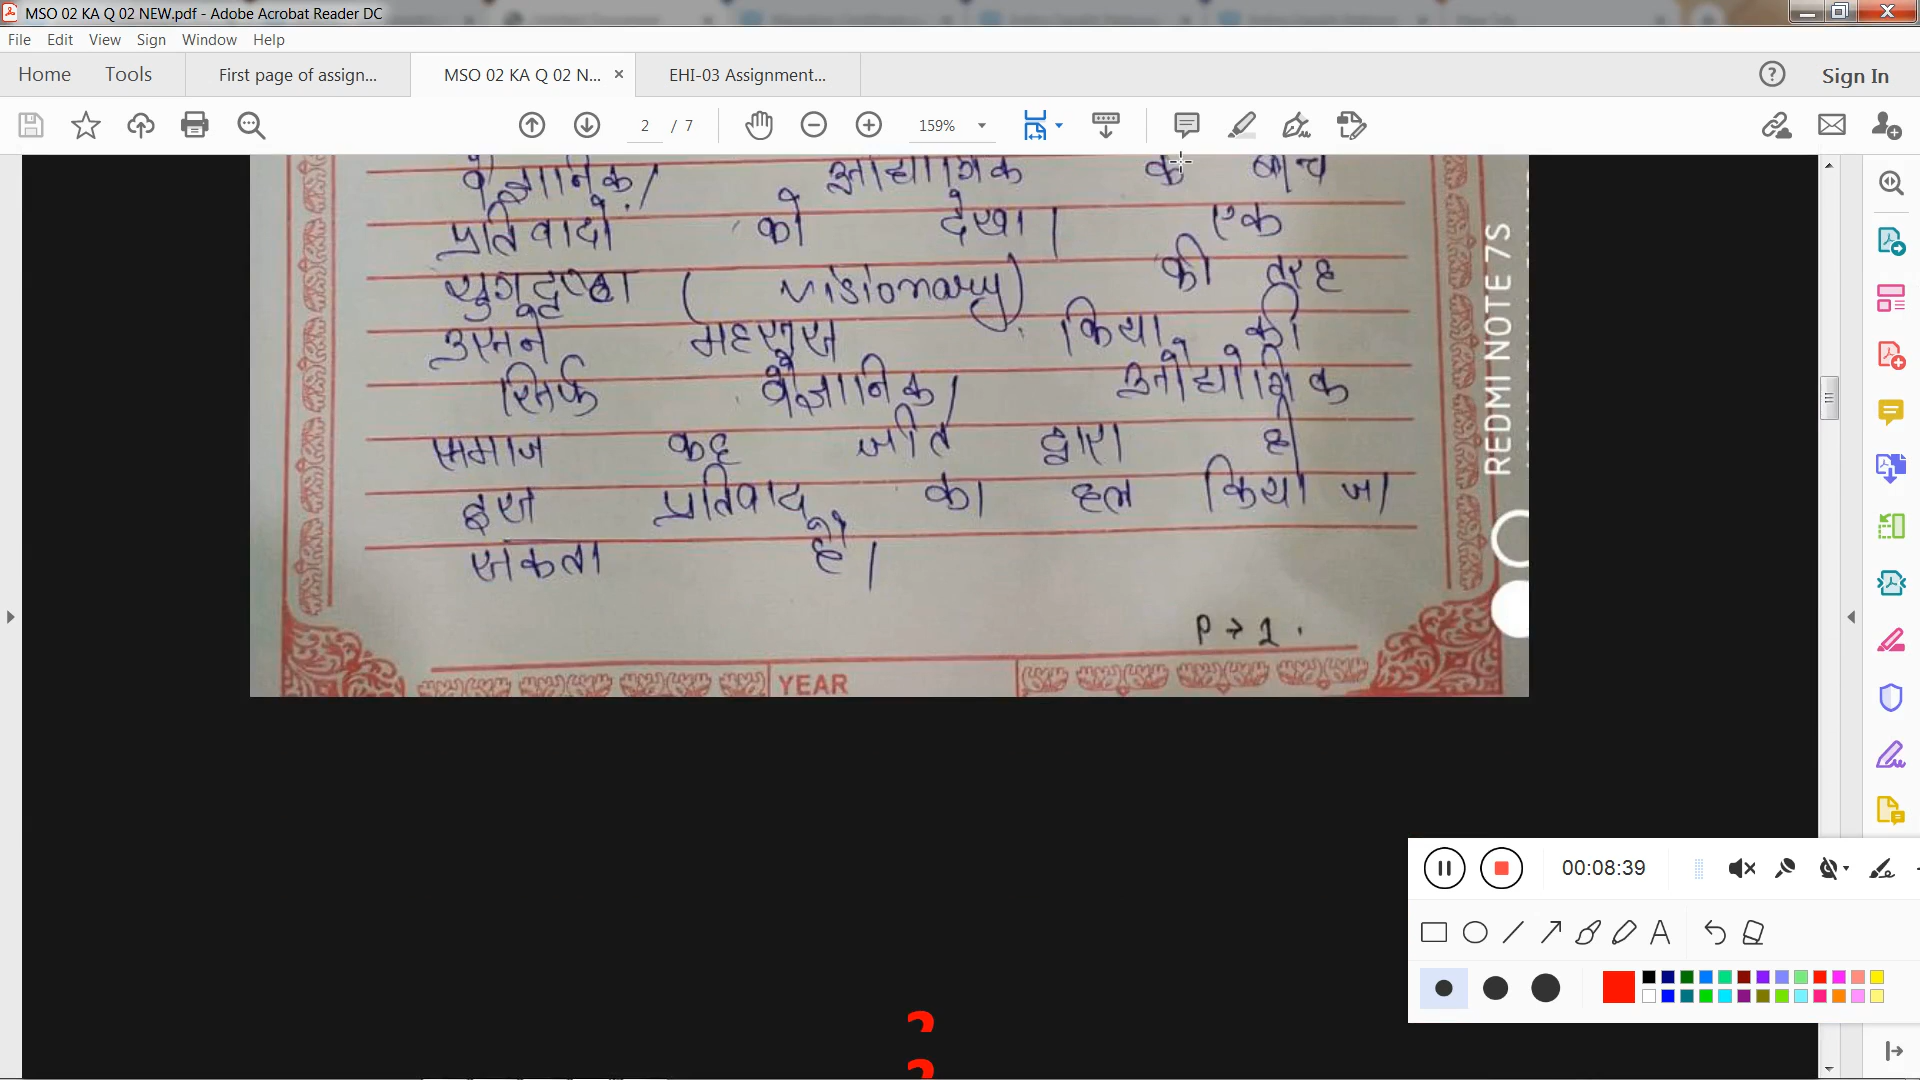 MSO 02 KA Q 02 NEW.pdf - Adobe Acrobat Reader DC
File Edit View Sign Window Help
Home Tools First page of assign... MSO 02 KA Q 02 N... × EHI-03 Assignment... ? Sign In
2 / 7 159%
वैज्ञानिक/ औद्योगिक के बीच
प्रतिवादों को देखा। एक
युगदृष्टा (visionary) की तरह
उसने महसूस किया की
सिर्फ वैज्ञानिक/ औद्योगिक
समाज कह जीत द्वारा ही
इस प्रतिवाद का हल किया जा
सकता है।
P → 1.
YEAR
REDMI NOTE 7S
00:08:39
A